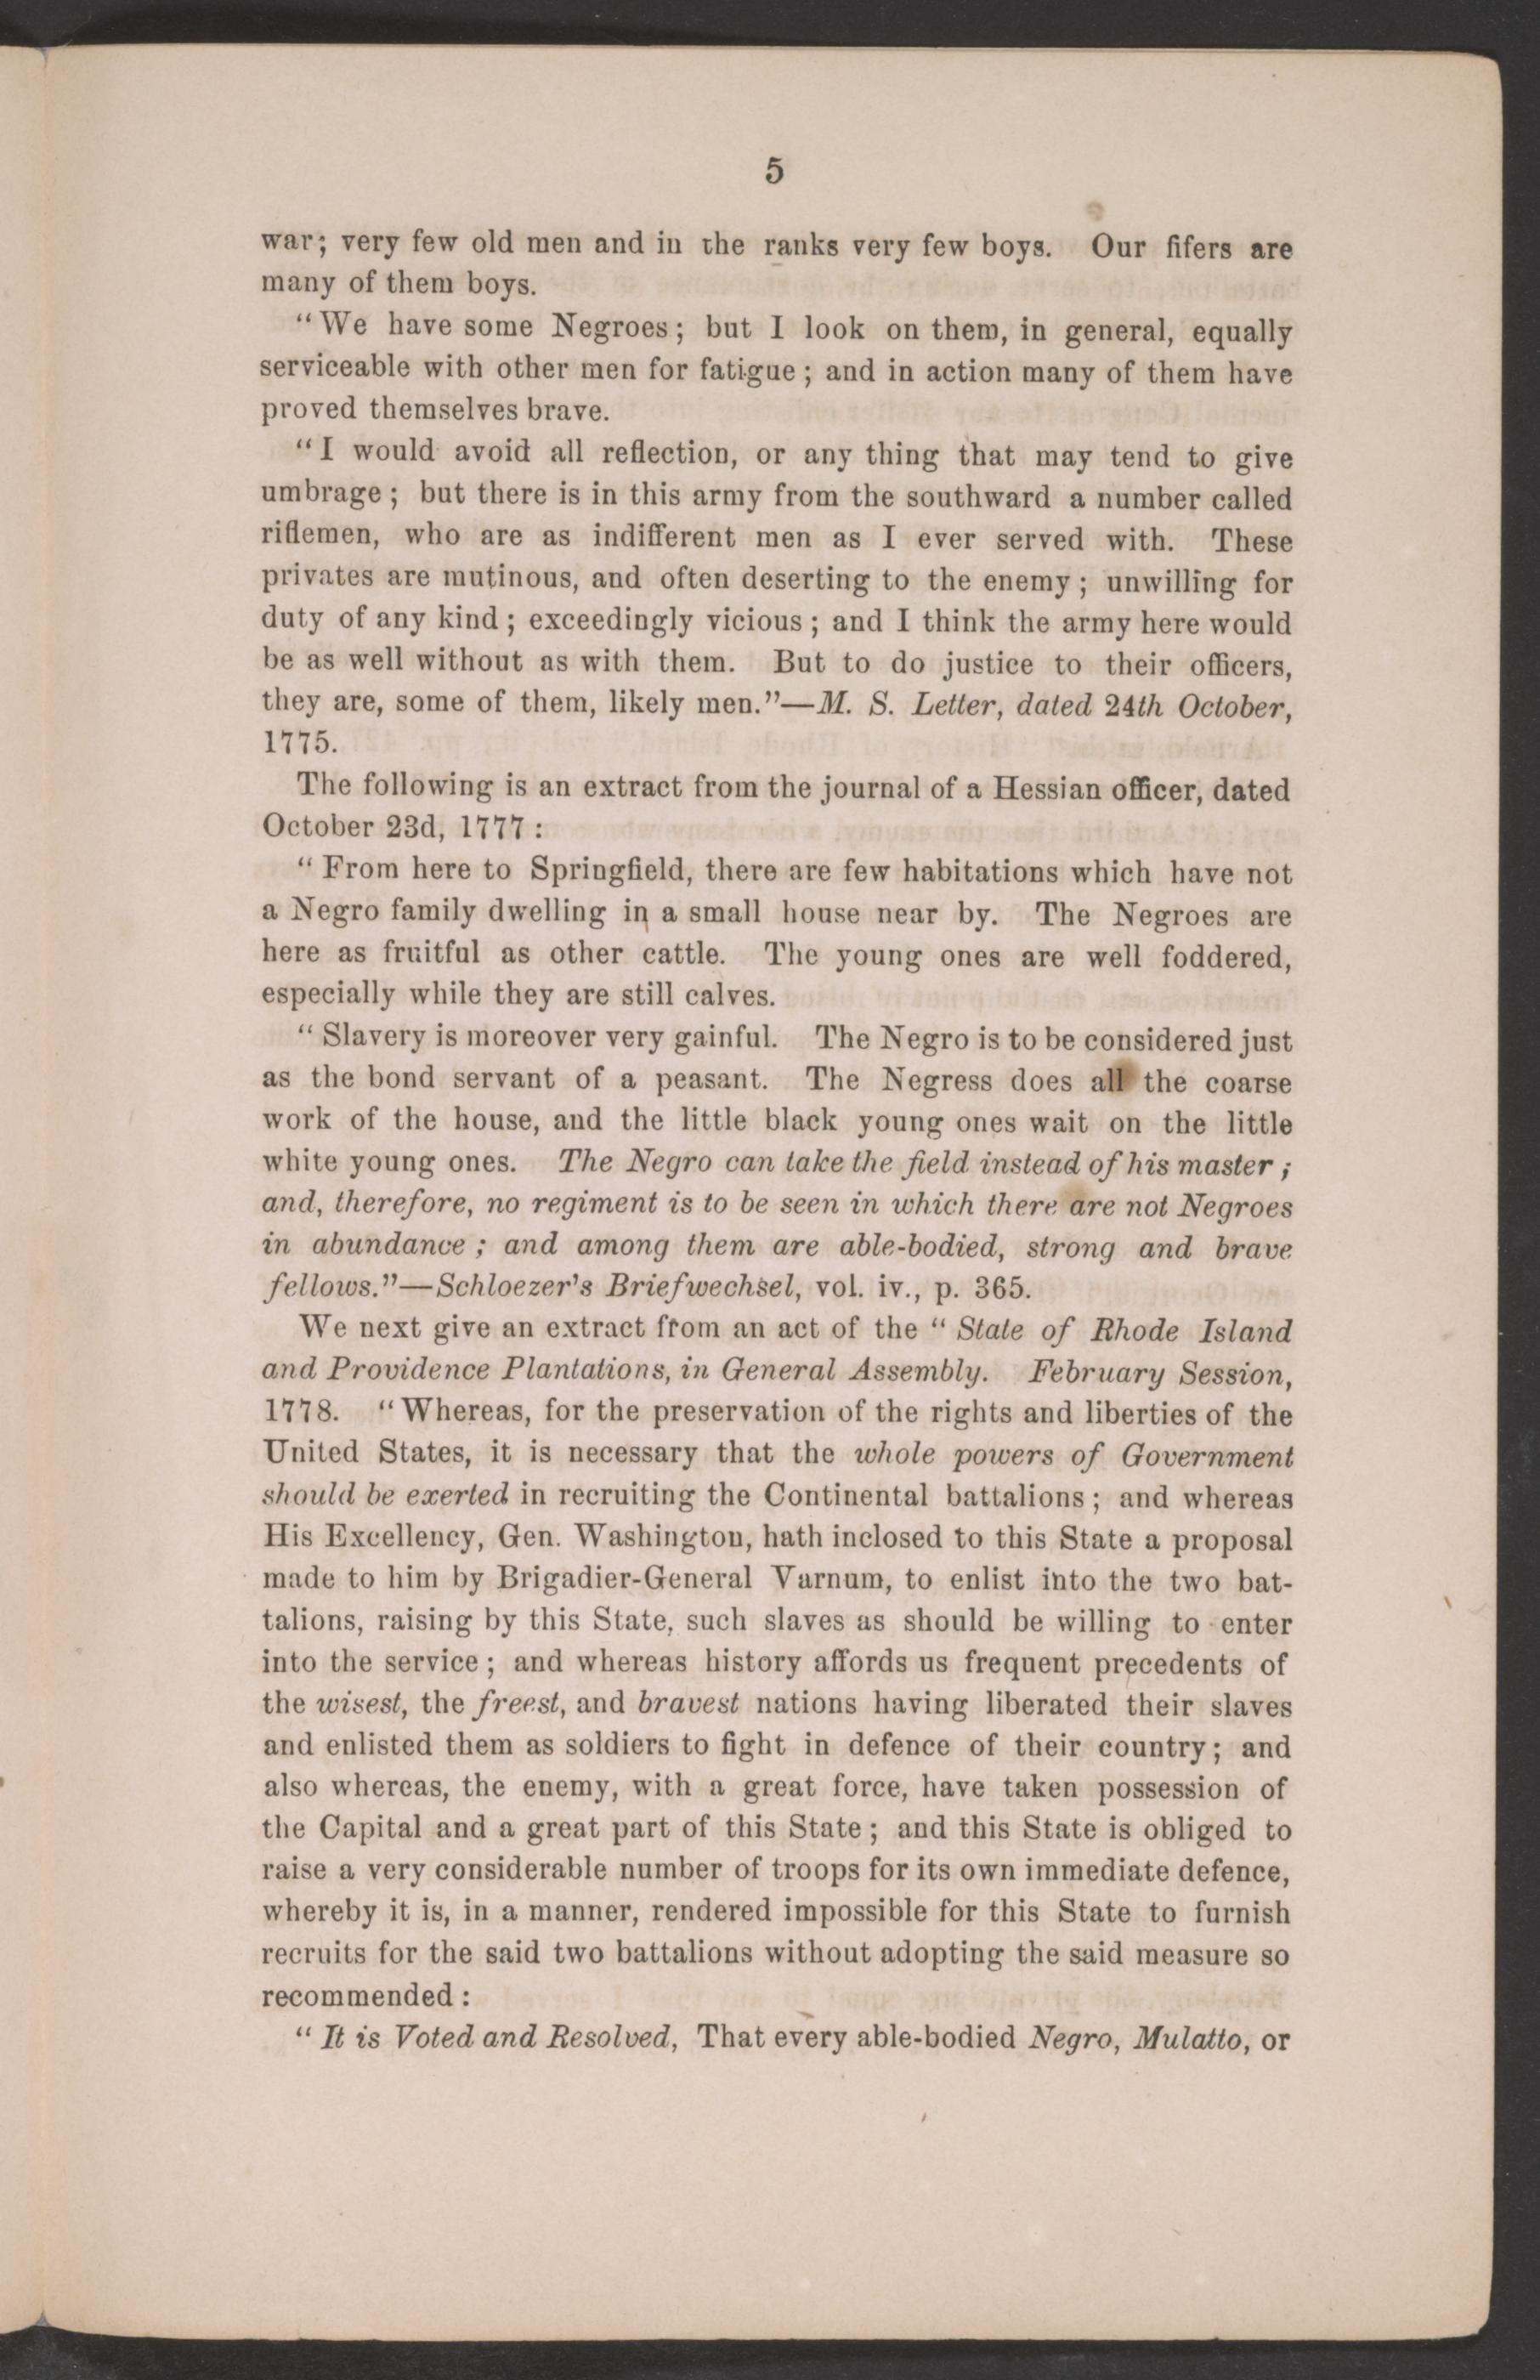 5
war; very few old men and in the ranks very few boys. Our fifers are
many of them boys.
“We have some Negroes; but I look on them, in general, equally
serviceable with other men for fatigue; and in action many of them have
proved themselves brave.
“I would avoid all reflection, or any thing that may tend to give
umbrage; but there is in this army from the southward a number called
riflemen, who are as indifferent men as I ever served with. These
privates are mutinous, and often deserting to the enemy; unwilling for
duty of any kind; exceedingly vicious; and I think the army here would
be as well without as with them. But to do justice to their officers,
they are, some of them, likely men.”—M. S. Letter, dated 24th October,
1775.
The following is an extract from the journal of a Hessian officer, dated
October 23d, 1777:
“From here to Springfield, there are few habitations which have not
a Negro family dwelling in a small house near by. The Negroes are
here as fruitful as other cattle. The young ones are well foddered,
especially while they are still calves.
“Slavery is moreover very gainful. The Negro is to be considered just
as the bond servant of a peasant. The Negress does all the coarse
work of the house, and the little black young ones wait on the little
white young ones. The Negro can take the field instead of his master;
and, therefore, no regiment is to be seen in which there are not Negroes
in abundance; and among them are able-bodied, strong and brave
fellows.”—Schloezer's Briefwechsel, vol. iv., p. 365.
We next give an extract from an act of the “State of Rhode Island
and Providence Plantations, in General Assembly. February Session,
1778. “Whereas, for the preservation of the rights and liberties of the
United States, it is necessary that the whole powers of Government
should be exerted in recruiting the Continental battalions; and whereas
His Excellency, Gen. Washington, hath inclosed to this State a proposal
made to him by Brigadier-General Varnum, to enlist into the two bat-
talions, raising by this State, such slaves as should be willing to enter
into the service; and whereas history affords us frequent precedents of
the wisest, the freest, and bravest nations having liberated their slaves
and enlisted them as soldiers to fight in defence of their country; and
also whereas, the enemy, with a great force, have taken possession of
the Capital and a great part of this State; and this State is obliged to
raise a very considerable number of troops for its own immediate defence,
whereby it is, in a manner, rendered impossible for this State to furnish
recruits for the said two battalions without adopting the said measure so
recommended:
“It is Voted and Resolved, That every able-bodied Negro, Mulatto, or